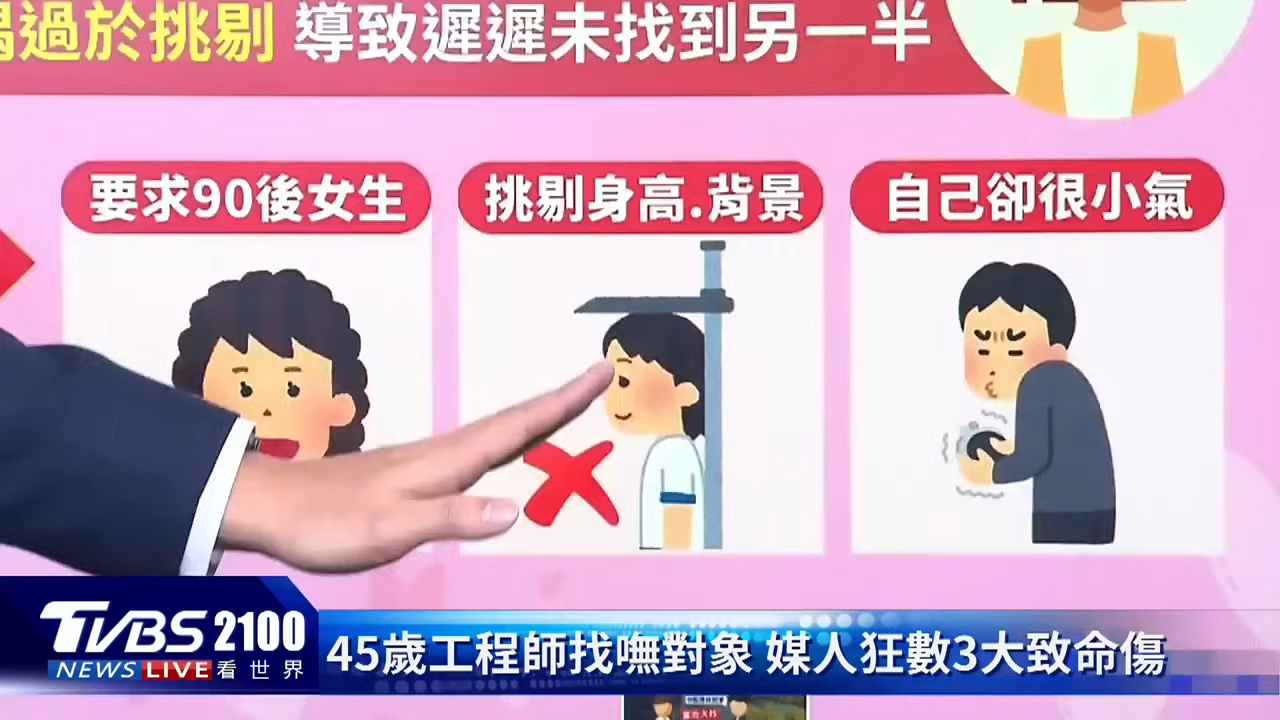 過於挑剔 導致遲遲未找到另一半
要求90後女生
挑剔身高.背景
自己卻很小氣
TVBS 2100
NEWS LIVE 看世界
45歲工程師找嘸對象 媒人狂數3大致命傷